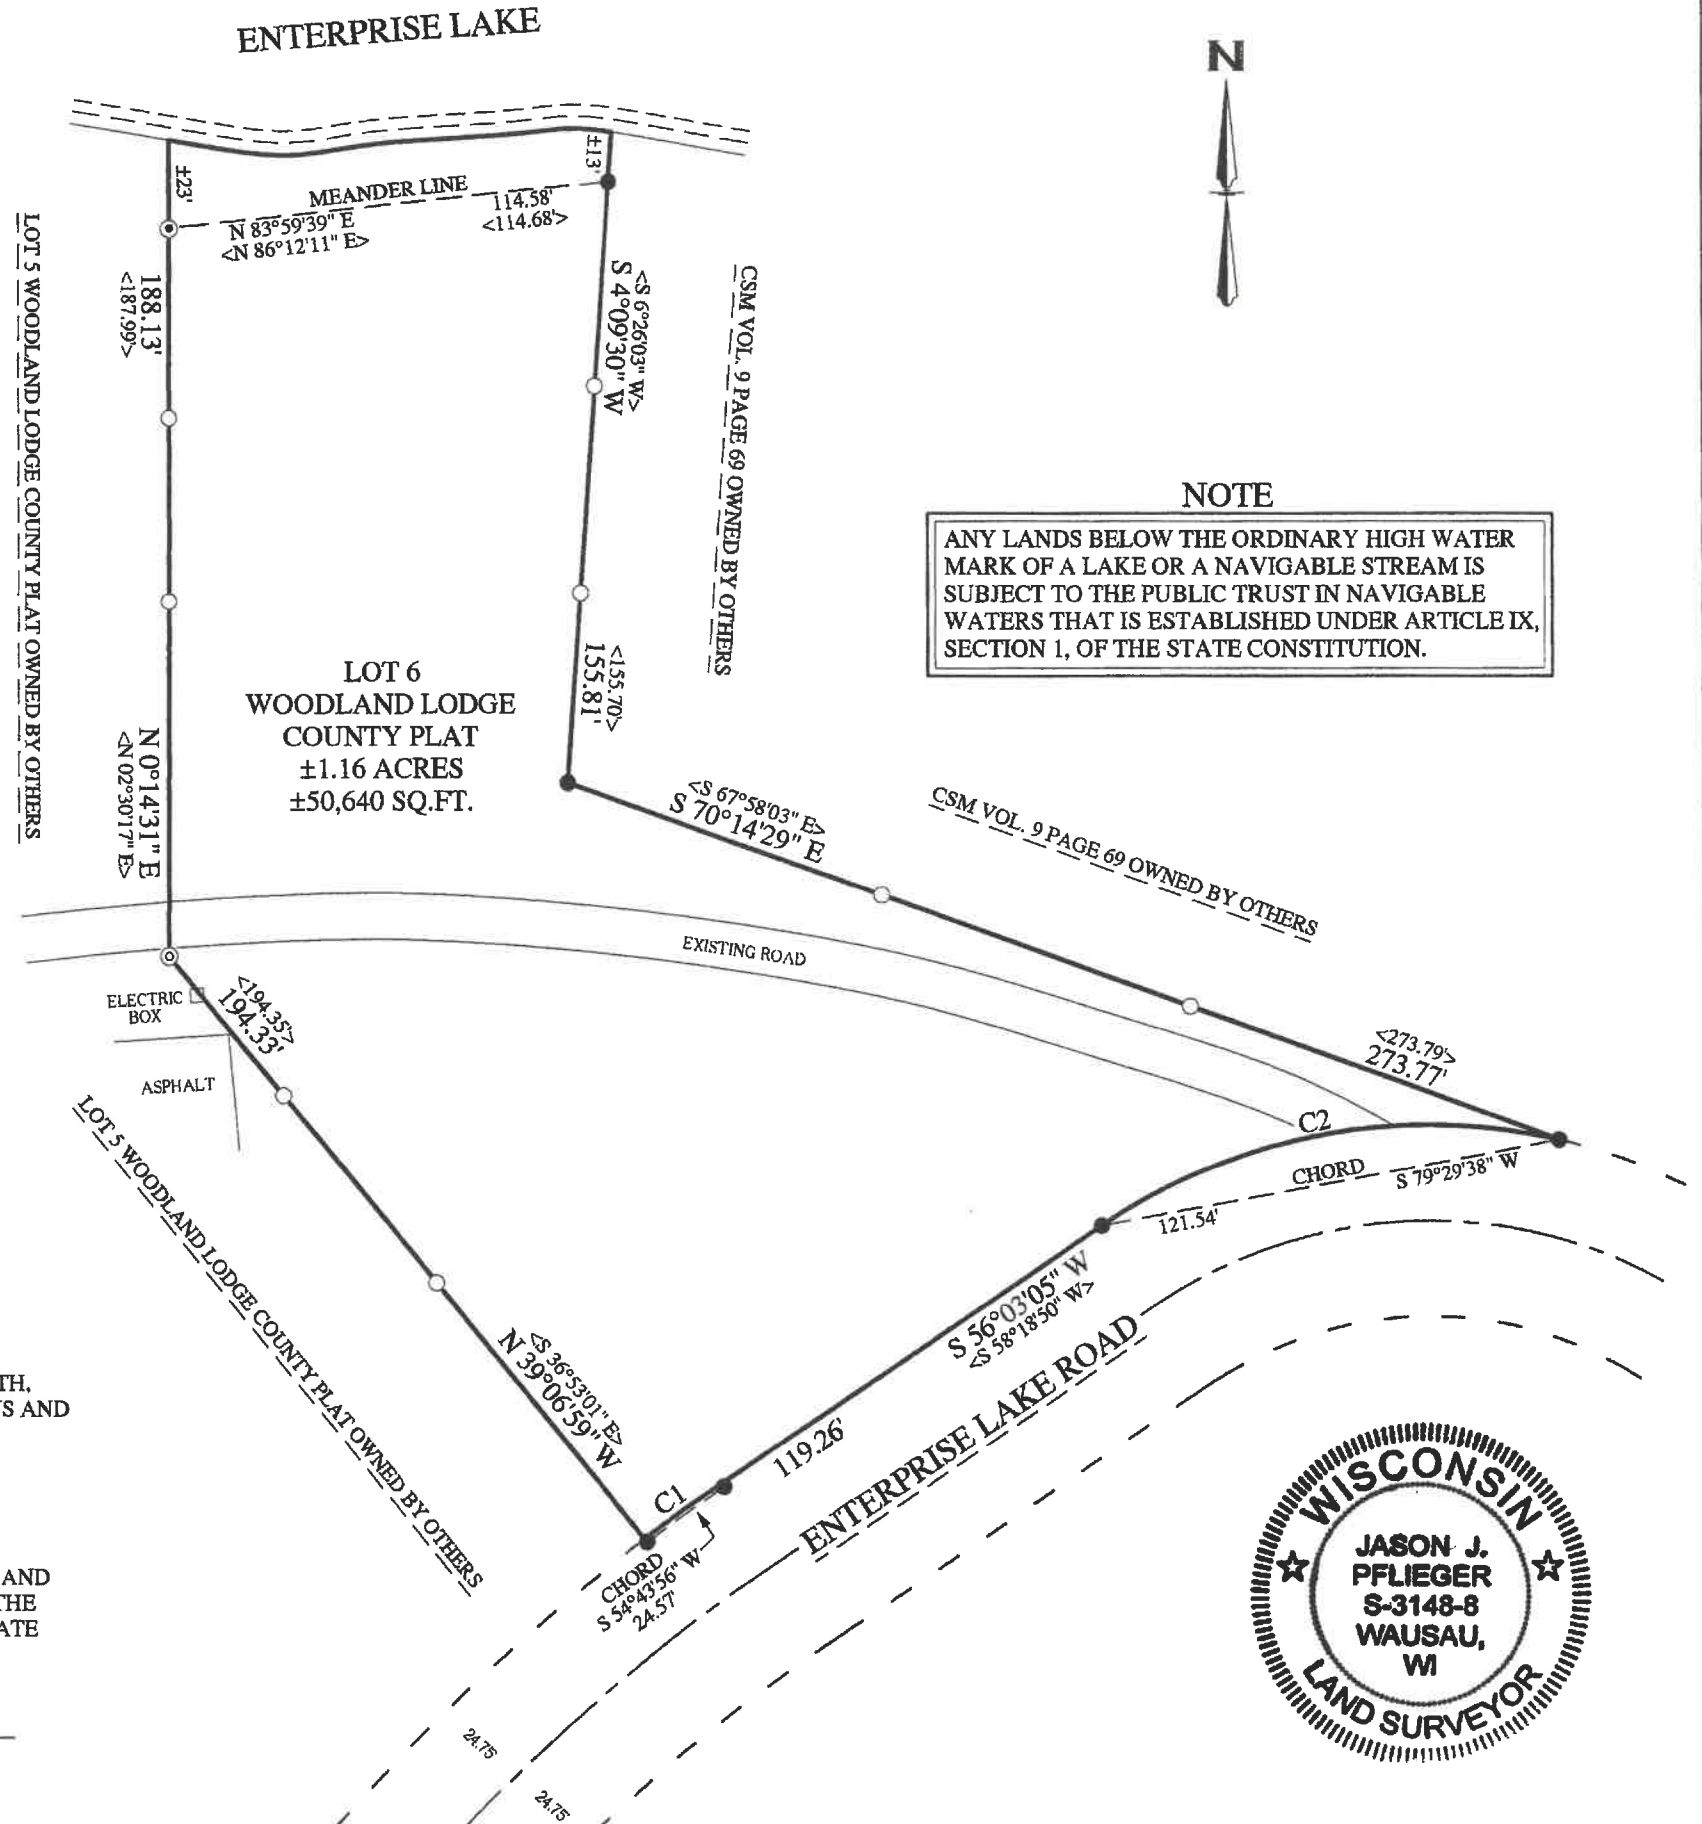 ENTERPRISE LAKE
N
±23'
±13'
MEANDER LINE
114.58'
<114.68'>
N 83°59'39" E
<N 86°12'11" E>
188.13'
<187.99'>
<S 6°26'03" W>
S 4°09'30" W
LOT 5 WOODLAND LODGE COUNTY PLAT OWNED BY OTHERS
CSM VOL. 9 PAGE 69 OWNED BY OTHERS
NOTE
ANY LANDS BELOW THE ORDINARY HIGH WATER
MARK OF A LAKE OR A NAVIGABLE STREAM IS
SUBJECT TO THE PUBLIC TRUST IN NAVIGABLE
WATERS THAT IS ESTABLISHED UNDER ARTICLE IX,
SECTION 1, OF THE STATE CONSTITUTION.
<155.70'>
155.81'
LOT 6
WOODLAND LODGE
COUNTY PLAT
±1.16 ACRES
±50,640 SQ.FT.
N 0°14'31" E
<N 02°30'17" E>
<S 67°58'03" E>
S 70°14'29" E
CSM VOL. 9 PAGE 69 OWNED BY OTHERS
EXISTING ROAD
ELECTRIC
BOX
<194.35'>
194.33'
ASPHALT
<273.79'>
273.77'
C2
CHORD
S 79°29'38" W
121.54'
LOT 5 WOODLAND LODGE COUNTY PLAT OWNED BY OTHERS
S 56°03'05" W
<S 58°18'50" W>
ENTERPRISE LAKE ROAD
<S 36°53'01" E>
N 39°06'59" W
119.26'
C1
CHORD
S 54°43'56" W
24.57'
TH,
S AND
AND
THE
ATE
24.75'
24.75'
WISCONSIN
JASON J.
PFLIEGER
S-3148-8
WAUSAU,
WI
LAND SURVEYOR